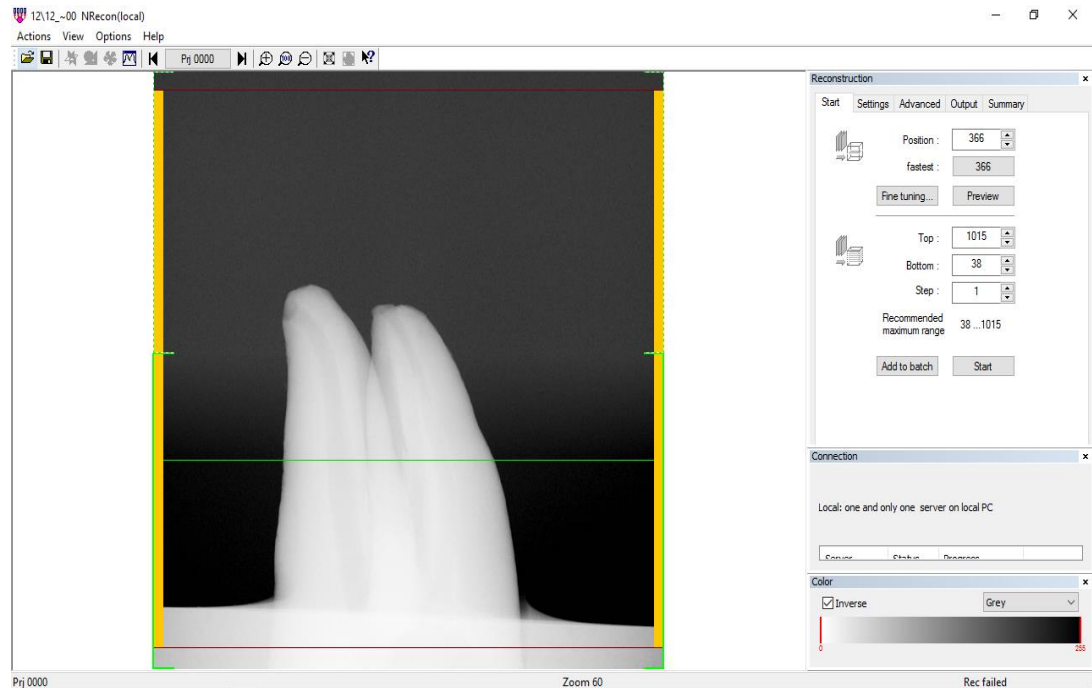 12\12_~00 NRecon(local)
Actions View Options Help
Prj 0000
Reconstruction
Start Settings Advanced Output Summary
Position : 366
fastest : 366
Fine tuning... Preview
Top : 1015
Bottom : 38
Step : 1
Recommended
maximum range 38 ...1015
Add to batch Start
Connection
Local: one and only one server on local PC
Server Status Progress
Color
Inverse Grey
0 255
Prj 0000 Zoom 60 Rec failed